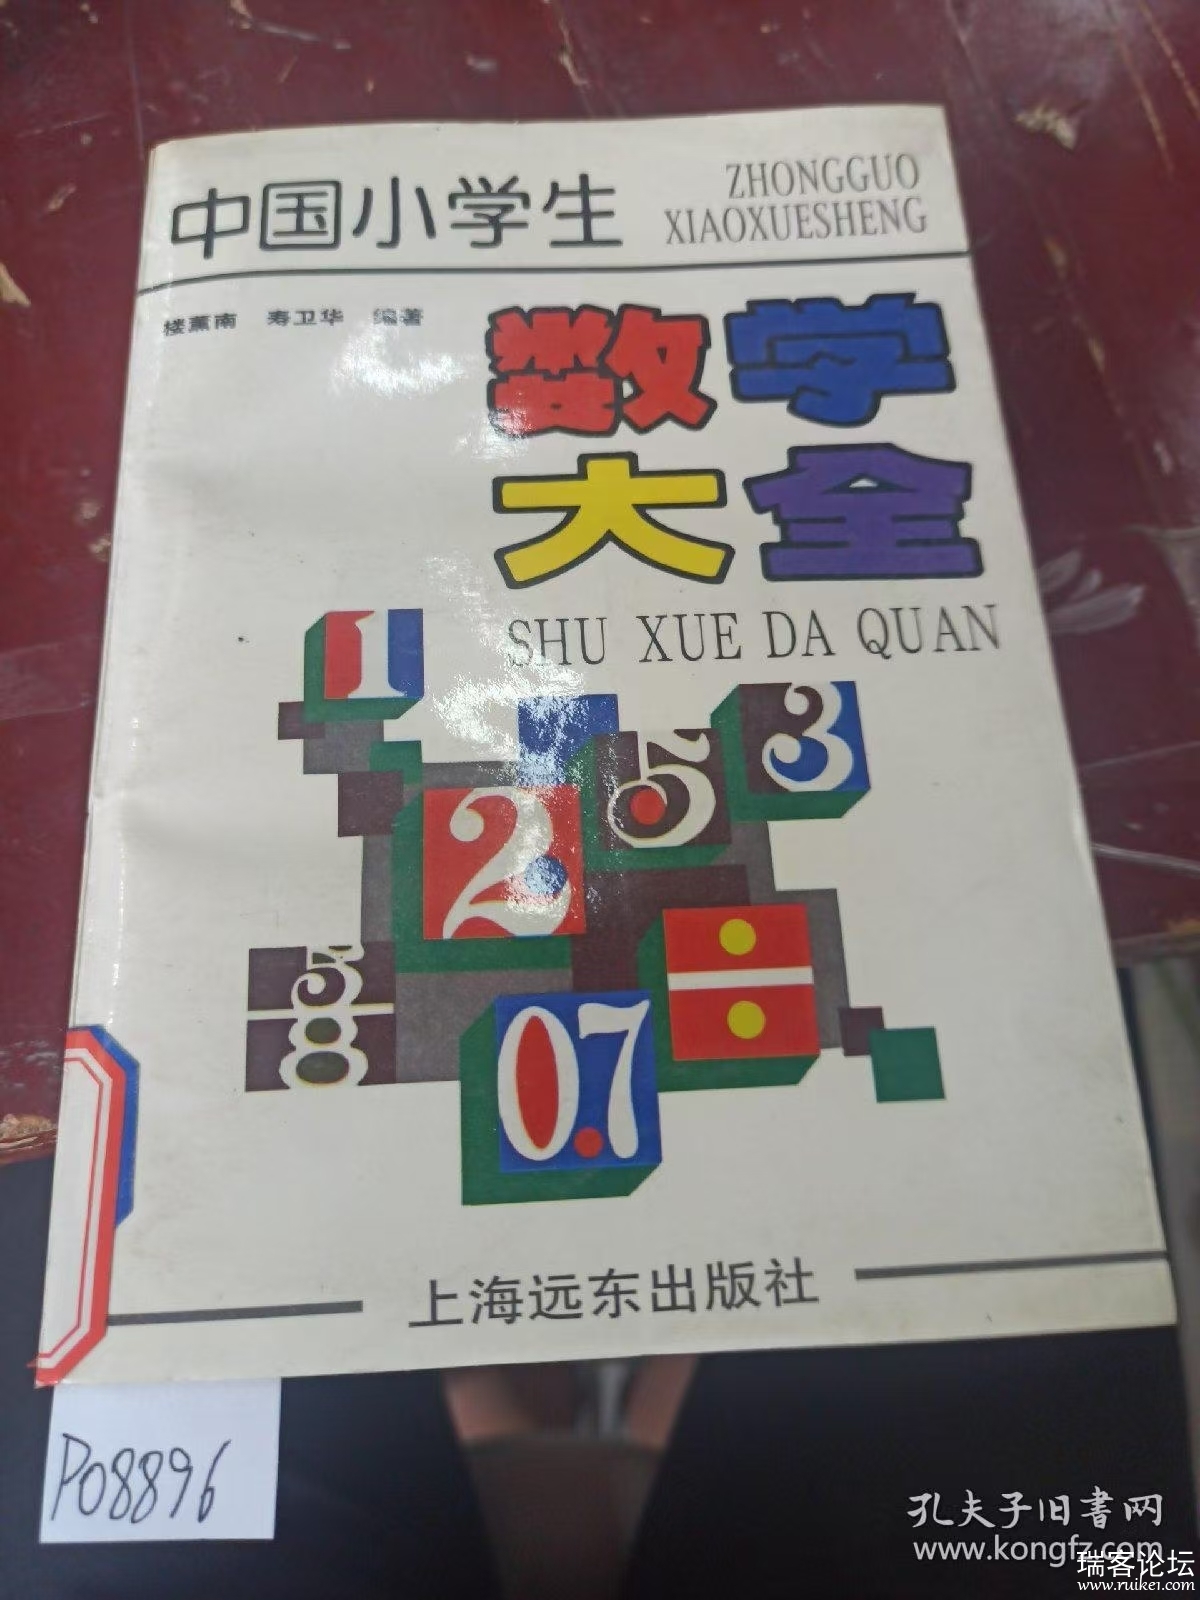 中国小学生
ZHONGGUO
XIAOXUESHENG
楼薰南 寿卫华 编著
数学
大全
SHU XUE DA QUAN
1
2
.5
3
5
8
÷
0.7
上海远东出版社
P08896
孔夫子旧书网
www.kongfz.com
瑞客论坛
www.ruike1.com